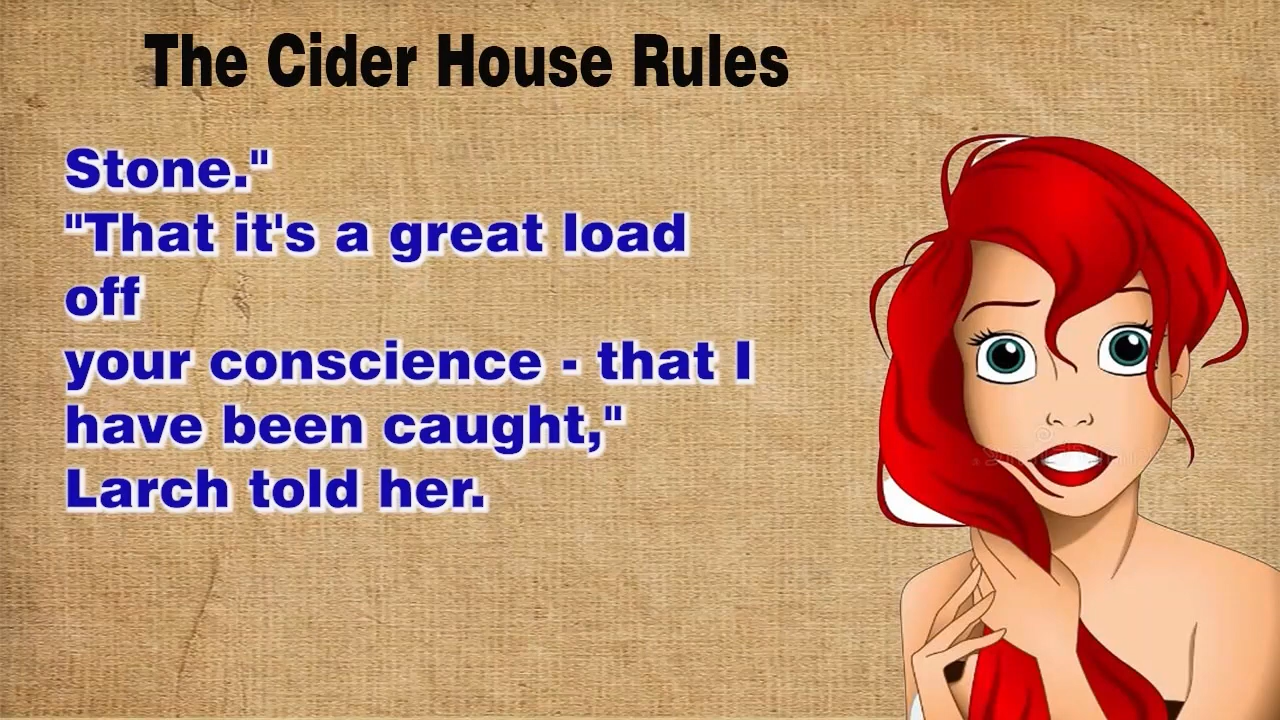 The Cider House Rules
Stone."
"That it's a great load
off
your conscience - that I
have been caught,"
Larch told her.